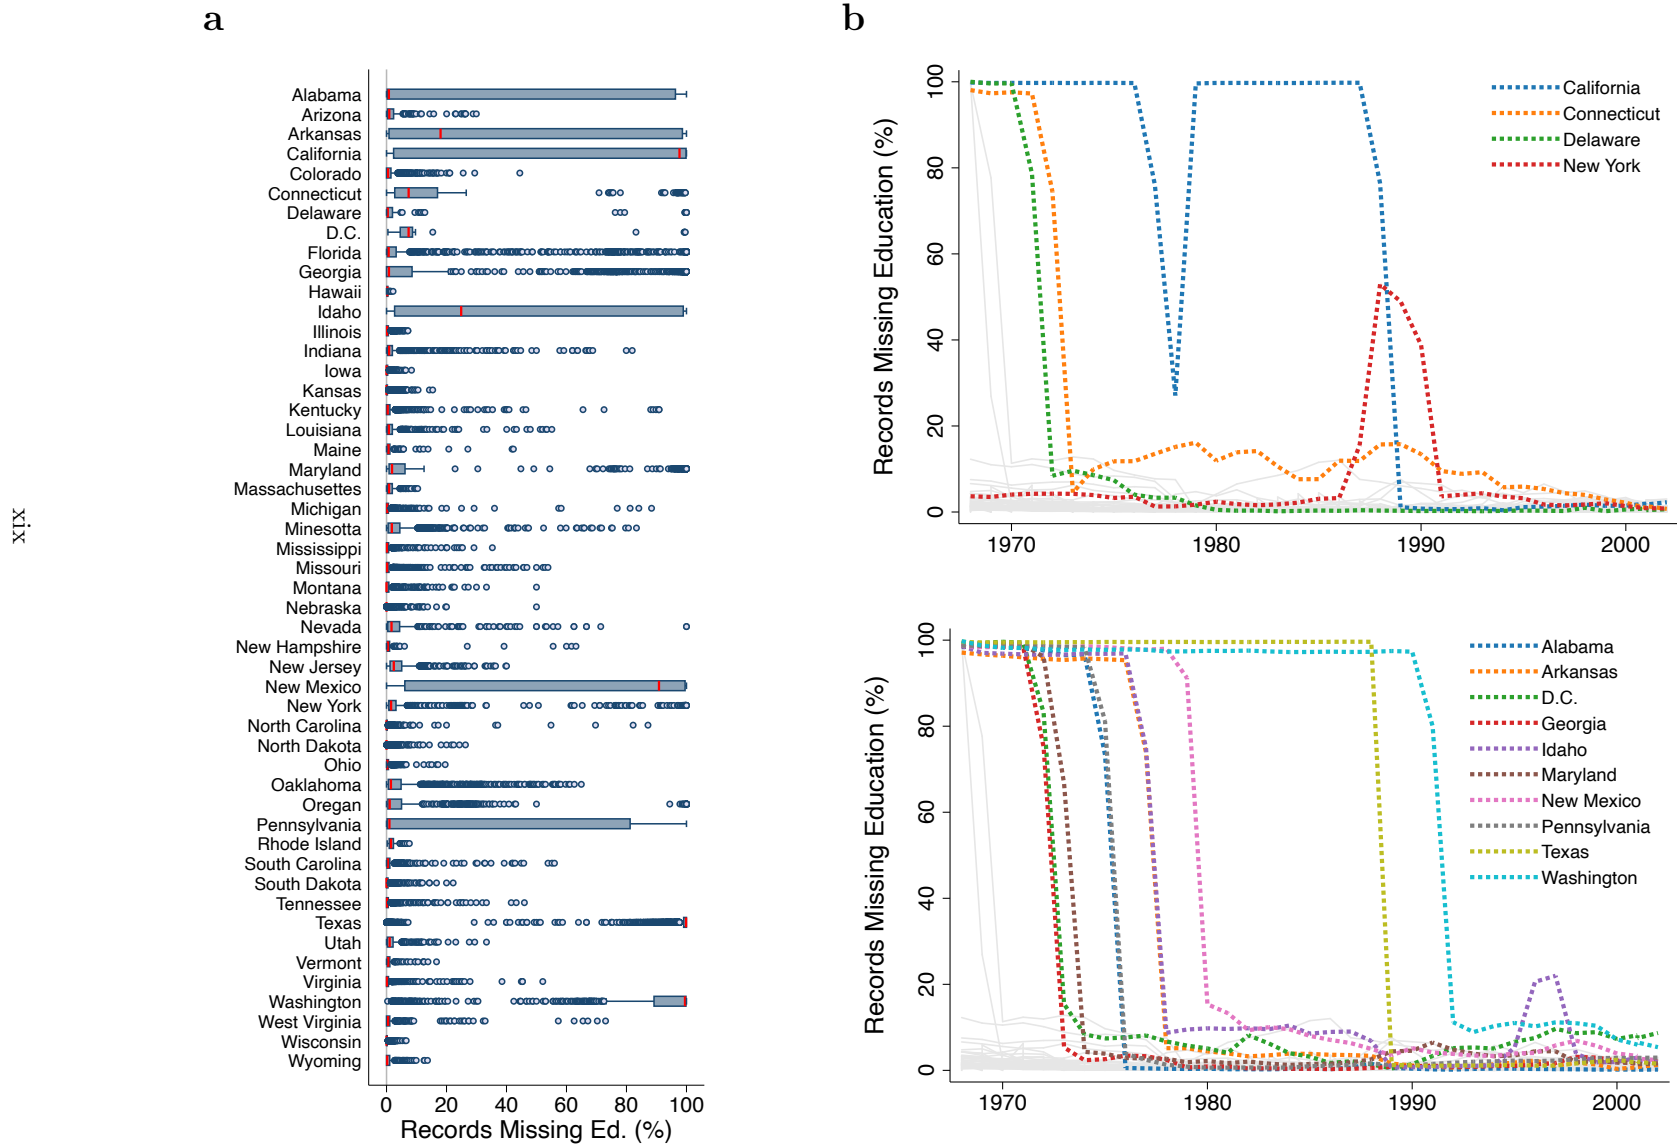 a
Alabama
Arizona
Arkansas
California
Colorado
Connecticut
Delaware
D.C.
Florida
Georgia
Hawaii
Idaho
Illinois
Indiana
Iowa
Kansas
Kentucky
Louisiana
Maine
Maryland
Massachusettes
Michigan
Minesotta
Mississippi
Missouri
Montana
Nebraska
Nevada
New Hampshire
New Jersey
New Mexico
New York
North Carolina
North Dakota
Ohio
Oaklahoma
Oregan
Pennsylvania
Rhode Island
South Carolina
South Dakota
Tennessee
Texas
Utah
Vermont
Virginia
Washington
West Virginia
Wisconsin
Wyoming
0 20 40 60 80 100
Records Missing Ed. (%)
b
Records Missing Education (%)
100
80
60
40
20
0
1970 1980 1990 2000
California
Connecticut
Delaware
New York
Records Missing Education (%)
100
80
60
40
20
0
1970 1980 1990 2000
Alabama
Arkansas
D.C.
Georgia
Idaho
Maryland
New Mexico
Pennsylvania
Texas
Washington
xix